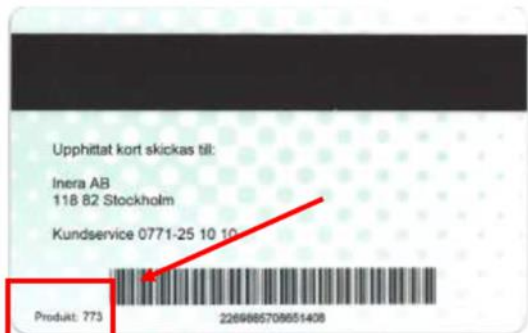 Upphittat kort skickas till:
Inera AB
118 82 Stockholm
Kundservice 0771-25 10 10
Produkt: 773
2269865708651408